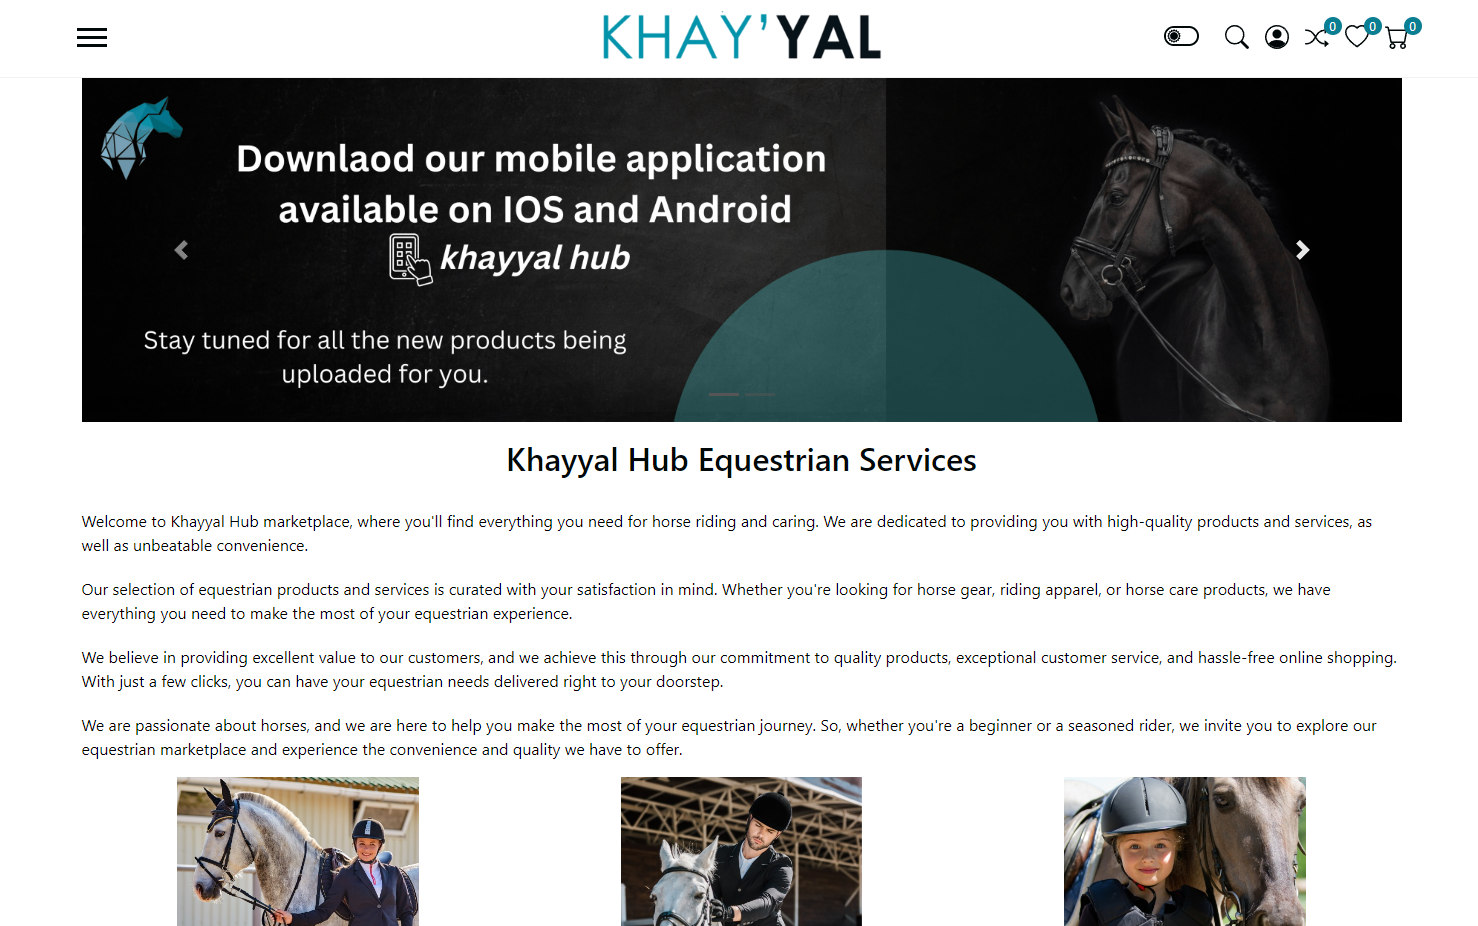 KHAY'YAL
0
0
0
Downlaod our mobile application
available on IOS and Android
khayyal hub
Stay tuned for all the new products being
uploaded for you.
Khayyal Hub Equestrian Services
Welcome to Khayyal Hub marketplace, where you'll find everything you need for horse riding and caring. We are dedicated to providing you with high-quality products and services, as
well as unbeatable convenience.
Our selection of equestrian products and services is curated with your satisfaction in mind. Whether you're looking for horse gear, riding apparel, or horse care products, we have
everything you need to make the most of your equestrian experience.
We believe in providing excellent value to our customers, and we achieve this through our commitment to quality products, exceptional customer service, and hassle-free online shopping.
With just a few clicks, you can have your equestrian needs delivered right to your doorstep.
We are passionate about horses, and we are here to help you make the most of your equestrian journey. So, whether you're a beginner or a seasoned rider, we invite you to explore our
equestrian marketplace and experience the convenience and quality we have to offer.